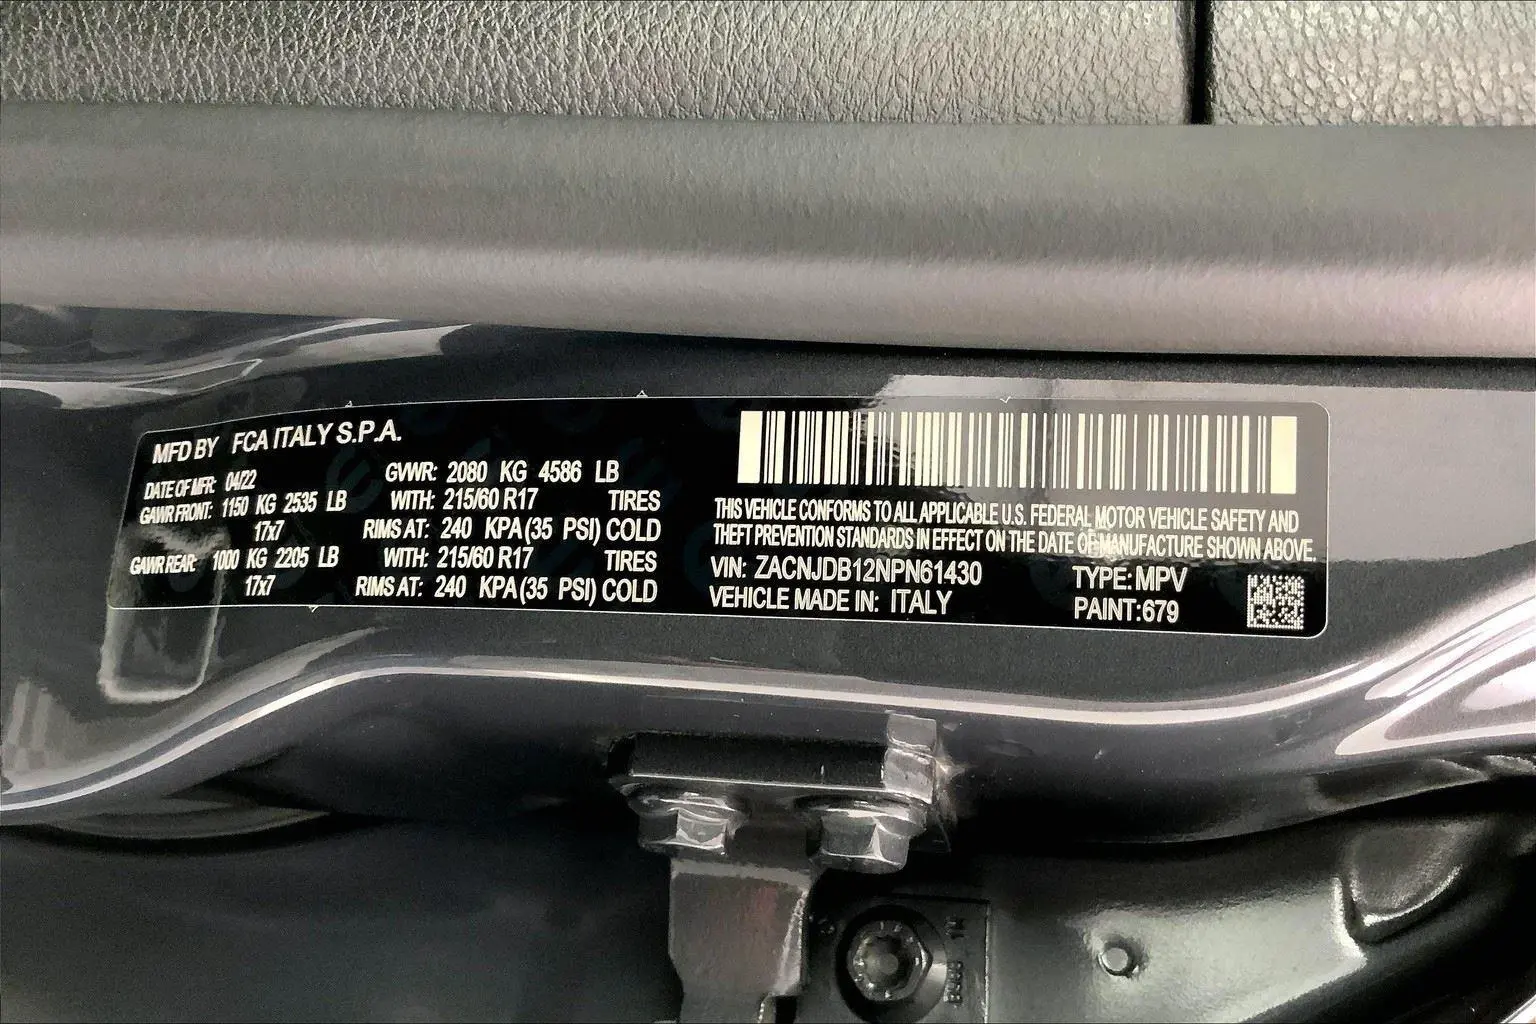 MFD BY FCA ITALY S.P.A.
DATE OF MFR: 04/22 GVWR: 2080 KG 4586 LB
GAWR FRONT: 1150 KG 2535 LB WITH: 215/60 R17 TIRES
17x7 RIMS AT: 240 KPA(35 PSI) COLD
GAWR REAR: 1000 KG 2205 LB WITH: 215/60 R17 TIRES
17x7 RIMS AT: 240 KPA(35 PSI) COLD
THIS VEHICLE CONFORMS TO ALL APPLICABLE U.S. FEDERAL MOTOR VEHICLE SAFETY AND
THEFT PREVENTION STANDARDS IN EFFECT ON THE DATE OF MANUFACTURE SHOWN ABOVE.
VIN: ZACNJDB12NPN61430 TYPE: MPV
VEHICLE MADE IN: ITALY PAINT:679